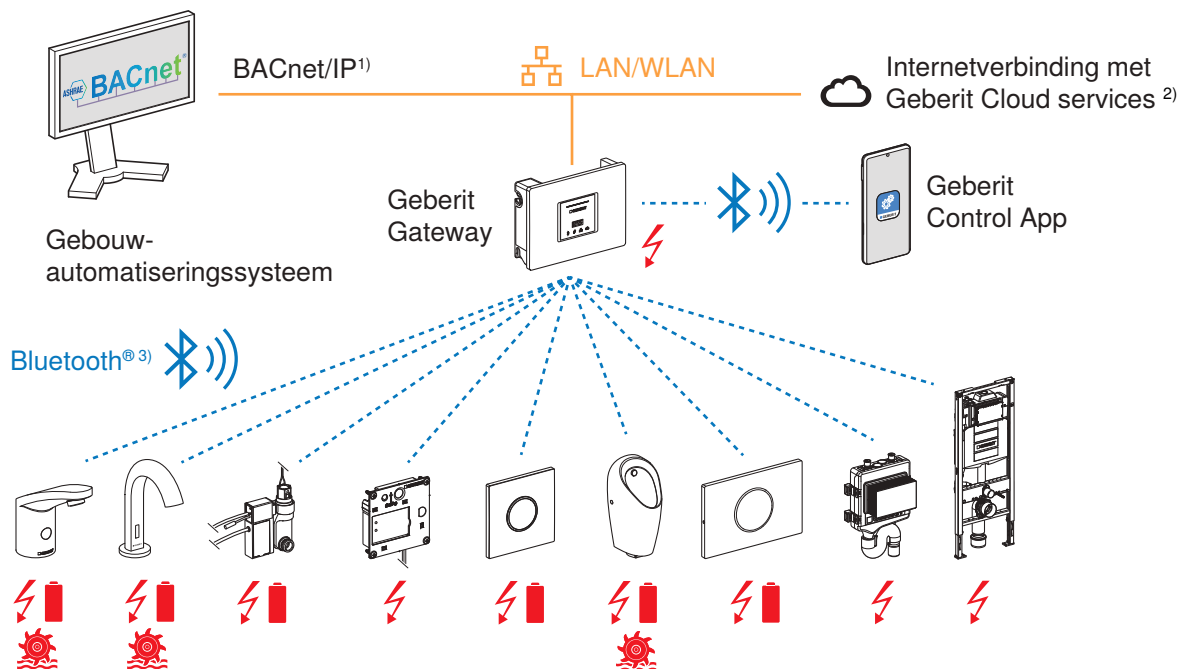 ASHRAE BACnet®
BACnet/IP¹⁾
LAN/WLAN
Internetverbinding met
Geberit Cloud services ²⁾
Geberit
Gateway
Geberit
Control App
Gebouw-
automatiseringssysteem
Bluetooth® ³⁾